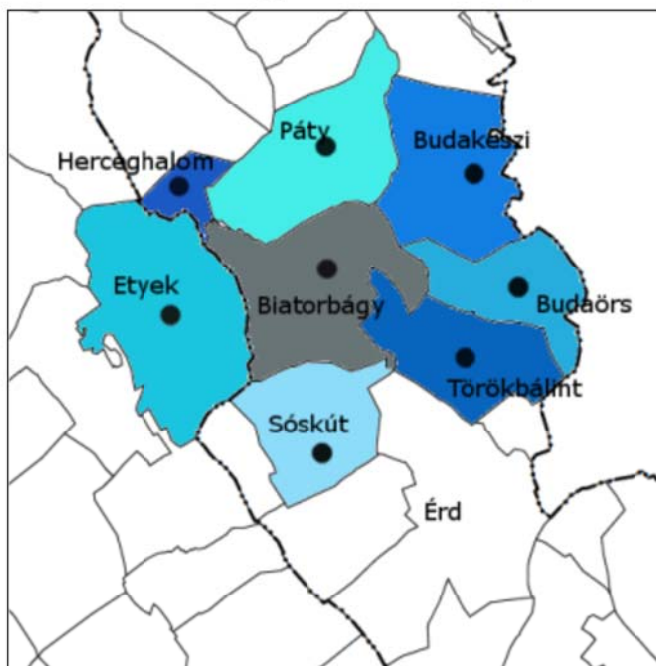 Páty
Budakeszi
Herceghalom
Etyek
Biatorbágy
Budaörs
Törökbálint
Sóskút
Érd